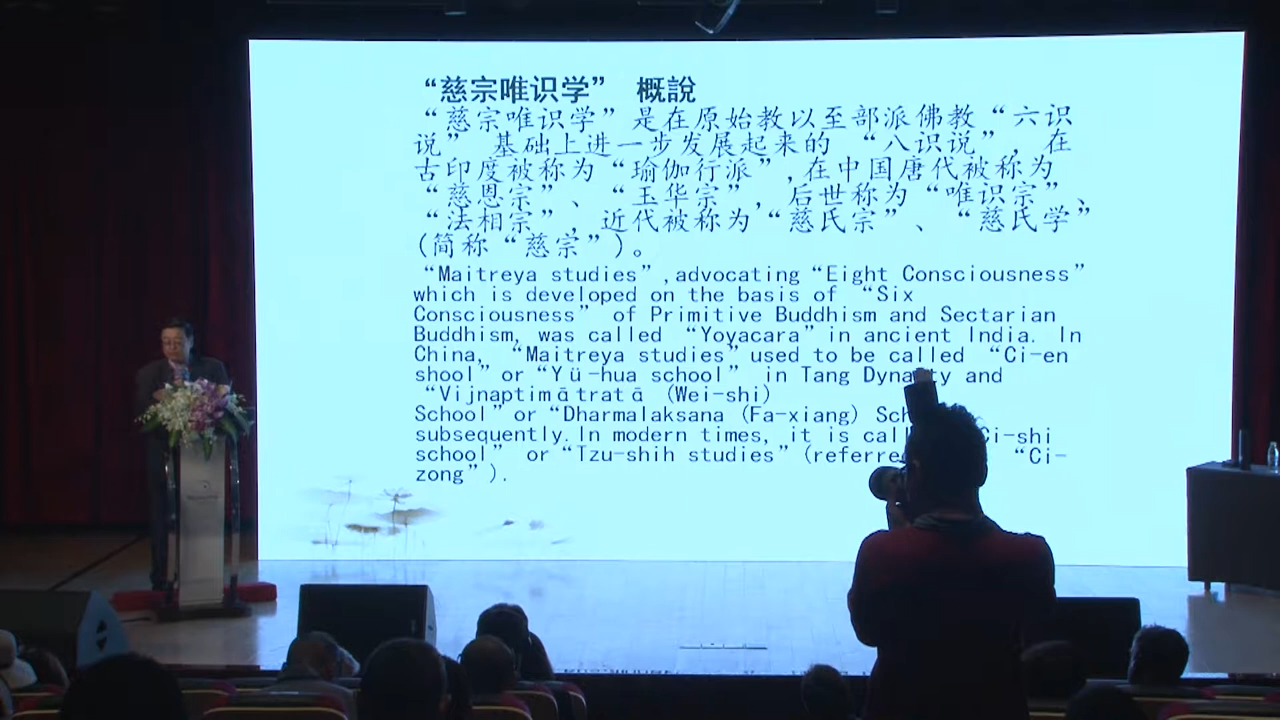 “慈宗唯识学” 概說
“慈宗唯识学”是在原始教以至部派佛教“六识
说” 基础上进一步发展起来的 “八识说”, 在
古印度被称为“瑜伽行派”,在中国唐代被称为
“慈恩宗”、 “玉华宗”, 后世称为“唯识宗”、
“法相宗”, 近代被称为“慈氏宗”、“慈氏学”
(简称“慈宗”)。
“Maitreya studies”,advocating“Eight Consciousness”
which is developed on the basis of “Six
Consciousness” of Primitive Buddhism and Sectarian
Buddhism, was called “Yoyacara”in ancient India. In
China, “Maitreya studies”used to be called “Ci-en
shool”or“Yü-hua school” in Tang Dynasty and
“Vijnaptimātratā (Wei-shi)
School”or“Dharmalaksana (Fa-xiang)
subsequently.In modern times, it is Ci-shi
school” or“Tzu-shih studies”(referred “Ci-
zong”).